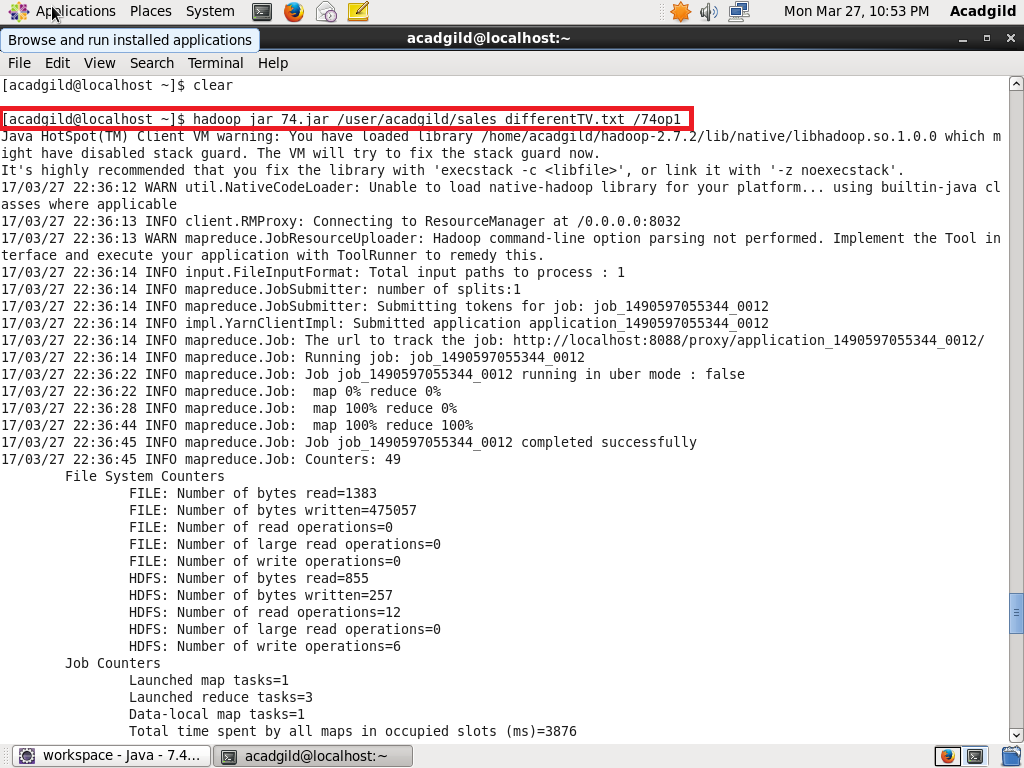 Applications Places System Mon Mar 27, 10:53 PM Acadgild
Browse and run installed applications
acadgild@localhost:~
File Edit View Search Terminal Help
[acadgild@localhost ~]$ clear
[acadgild@localhost ~]$ hadoop jar 74.jar /user/acadgild/sales differentTV.txt /74op1
Java HotSpot(TM) Client VM warning: You have loaded library /home/acadgild/hadoop-2.7.2/lib/native/libhadoop.so.1.0.0 which m
ight have disabled stack guard. The VM will try to fix the stack guard now.
It's highly recommended that you fix the library with 'execstack -c <libfile>', or link it with '-z noexecstack'.
17/03/27 22:36:12 WARN util.NativeCodeLoader: Unable to load native-hadoop library for your platform... using builtin-java cl
asses where applicable
17/03/27 22:36:13 INFO client.RMProxy: Connecting to ResourceManager at /0.0.0.0:8032
17/03/27 22:36:13 WARN mapreduce.JobResourceUploader: Hadoop command-line option parsing not performed. Implement the Tool in
terface and execute your application with ToolRunner to remedy this.
17/03/27 22:36:14 INFO input.FileInputFormat: Total input paths to process : 1
17/03/27 22:36:14 INFO mapreduce.JobSubmitter: number of splits:1
17/03/27 22:36:14 INFO mapreduce.JobSubmitter: Submitting tokens for job: job_1490597055344_0012
17/03/27 22:36:14 INFO impl.YarnClientImpl: Submitted application application_1490597055344_0012
17/03/27 22:36:14 INFO mapreduce.Job: The url to track the job: http://localhost:8088/proxy/application_1490597055344_0012/
17/03/27 22:36:14 INFO mapreduce.Job: Running job: job_1490597055344_0012
17/03/27 22:36:22 INFO mapreduce.Job: Job job_1490597055344_0012 running in uber mode : false
17/03/27 22:36:22 INFO mapreduce.Job:  map 0% reduce 0%
17/03/27 22:36:28 INFO mapreduce.Job:  map 100% reduce 0%
17/03/27 22:36:44 INFO mapreduce.Job:  map 100% reduce 100%
17/03/27 22:36:45 INFO mapreduce.Job: Job job_1490597055344_0012 completed successfully
17/03/27 22:36:45 INFO mapreduce.Job: Counters: 49
File System Counters
FILE: Number of bytes read=1383
FILE: Number of bytes written=475057
FILE: Number of read operations=0
FILE: Number of large read operations=0
FILE: Number of write operations=0
HDFS: Number of bytes read=855
HDFS: Number of bytes written=257
HDFS: Number of read operations=12
HDFS: Number of large read operations=0
HDFS: Number of write operations=6
Job Counters
Launched map tasks=1
Launched reduce tasks=3
Data-local map tasks=1
Total time spent by all maps in occupied slots (ms)=3876
workspace - Java - 7.4... acadgild@localhost:~